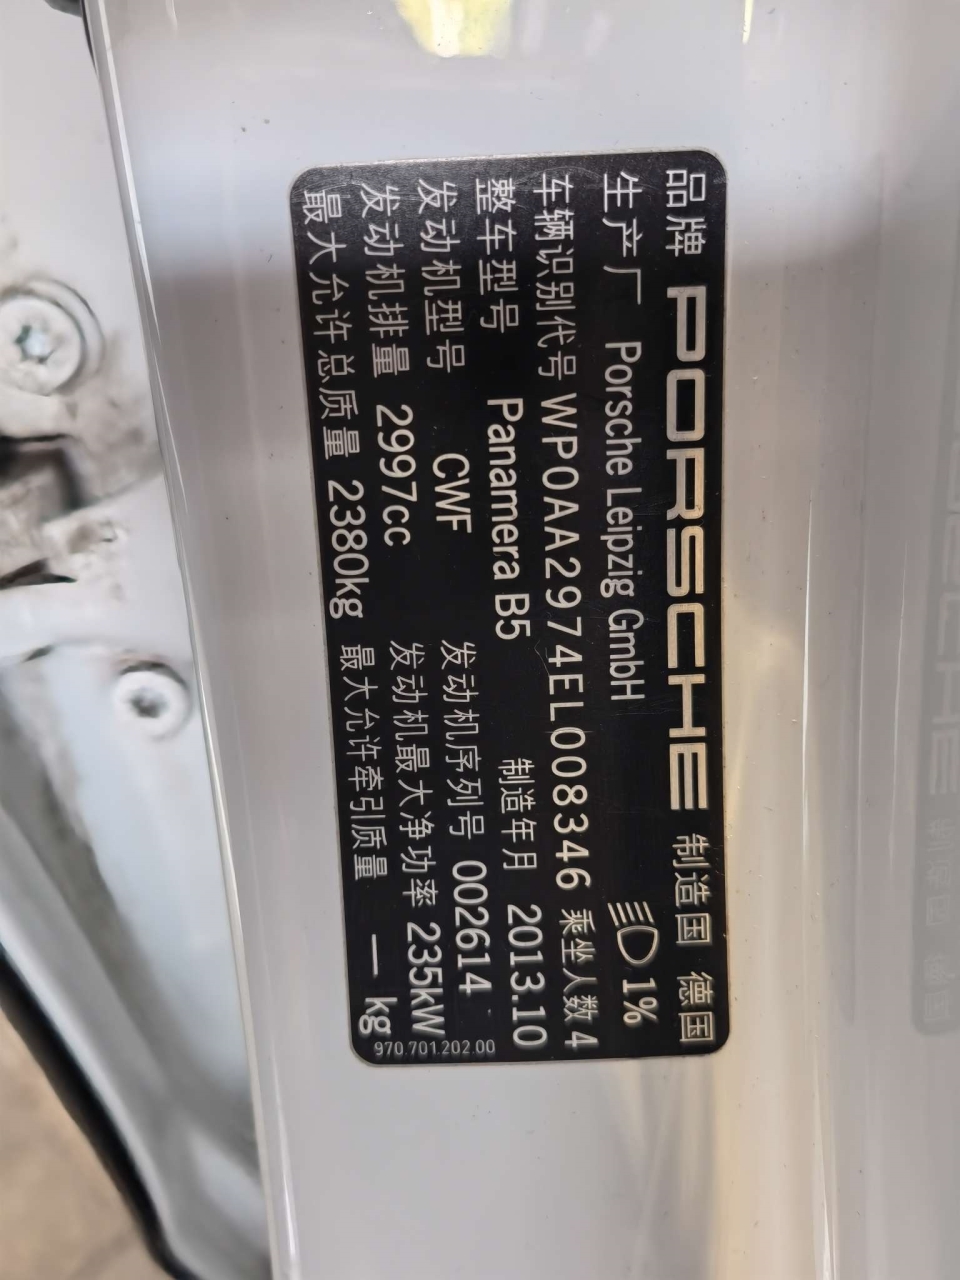 品牌 PORSCHE 制造国 德国
生产厂 Porsche Leipzig GmbH 1%
车辆识别代号 WP0AA2974EL008346 乘坐人数 4
整车型号 Panamera B5 制造年月 2013.10
发动机型号 CWF 发动机序列号 002614
发动机排量 2997cc 发动机最大净功率 235kW
最大允许总质量 2380kg 最大允许牵引质量 — kg
970.701.202.00